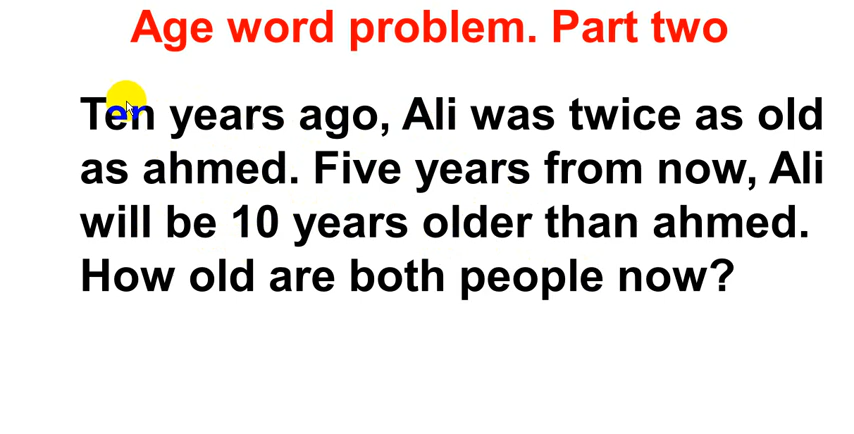 Age word problem. Part two
Ten years ago, Ali was twice as old
as ahmed. Five years from now, Ali
will be 10 years older than ahmed.
How old are both people now?